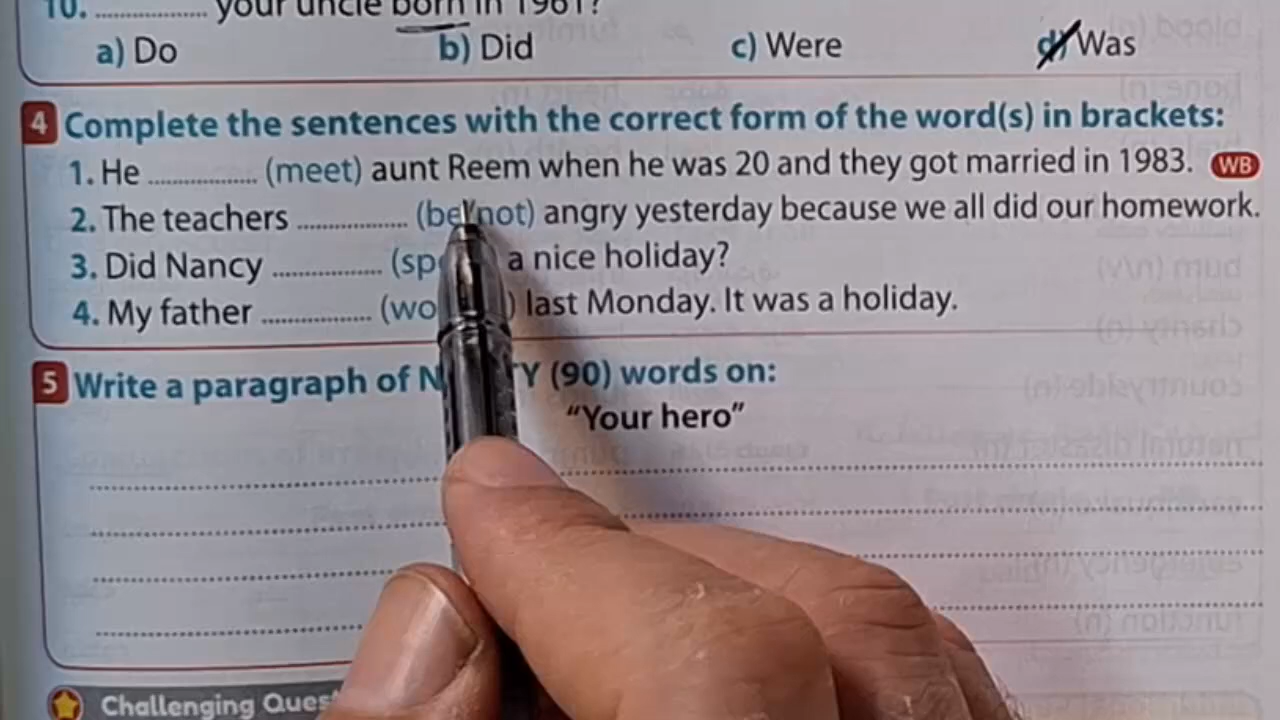 10. ............ your uncle born in 1961?
a) Do b) Did c) Were d) Was
4 Complete the sentences with the correct form of the word(s) in brackets:
1. He ............ (meet) aunt Reem when he was 20 and they got married in 1983. WB
2. The teachers ............ (be not) angry yesterday because we all did our homework.
3. Did Nancy ............ a nice holiday?
4. My father ............ last Monday. It was a holiday.
5 Write a paragraph of (90) words on:
"Your hero"
Challenging